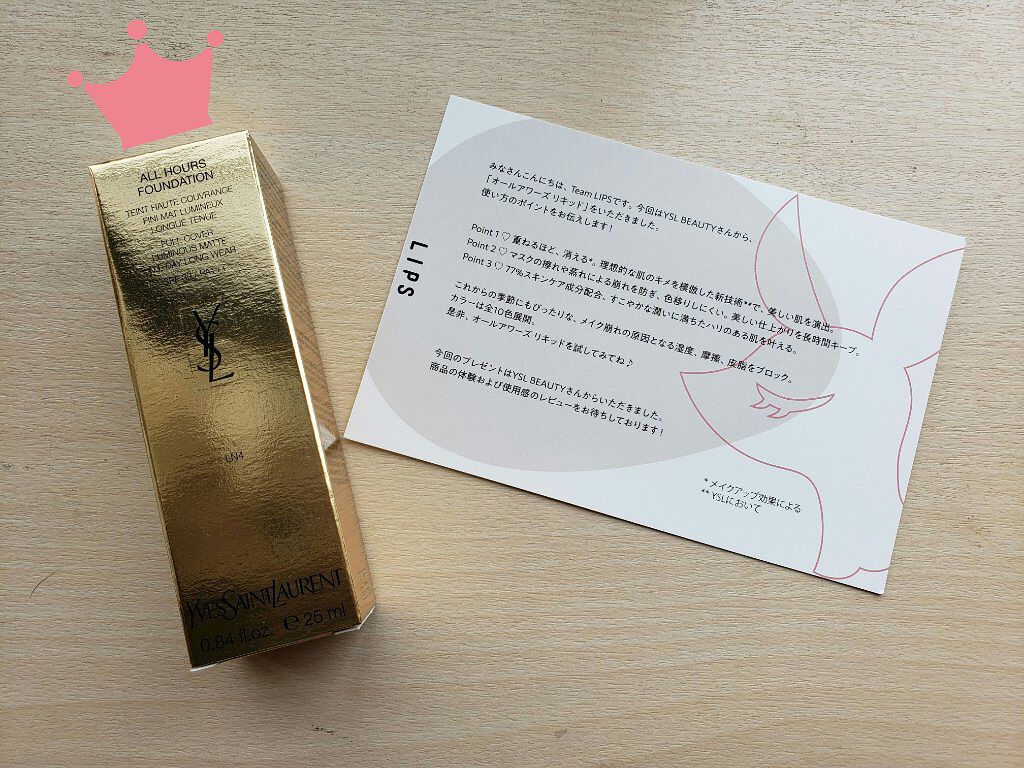 ALL HOURS
FOUNDATION
TEINT HAUTE COUVRANCE
FINI MAT LUMINEUX
LONGUE TENUE
FULL COVER
LUMINOUS MATTE
ALL-DAY LONG WEAR
YSL
LN4
YVESSAINTLAURENT
0.84 fl.oz. e 25 ml
LIPS
みなさんこんにちは、Team LIPSです。今回はYSL BEAUTYさんから、
「オールアワーズ リキッド」をいただきました。
使い方のポイントをお伝えします!
Point 1 ♡ 重ねるほど、消える*。理想的な肌のキメを模倣した新技術**で、美しい肌を演出。
Point 2 ♡ マスクの擦れや蒸れによる崩れを防ぎ、色移りしにくい。美しい仕上がりを長時間キープ。
Point 3 ♡ 77%スキンケア成分配合、すこやかな潤いに満ちたハリのある肌を叶える。
これからの季節にもぴったりな、メイク崩れの原因となる湿度、摩擦、皮脂をブロック。
カラーは全10色展開。
是非、オールアワーズ リキッドを試してみてね♪
今回のプレゼントはYSL BEAUTYさんからいただきました。
商品の体験および使用感のレビューをお待ちしております!
* メイクアップ効果による
** YSLにおいて